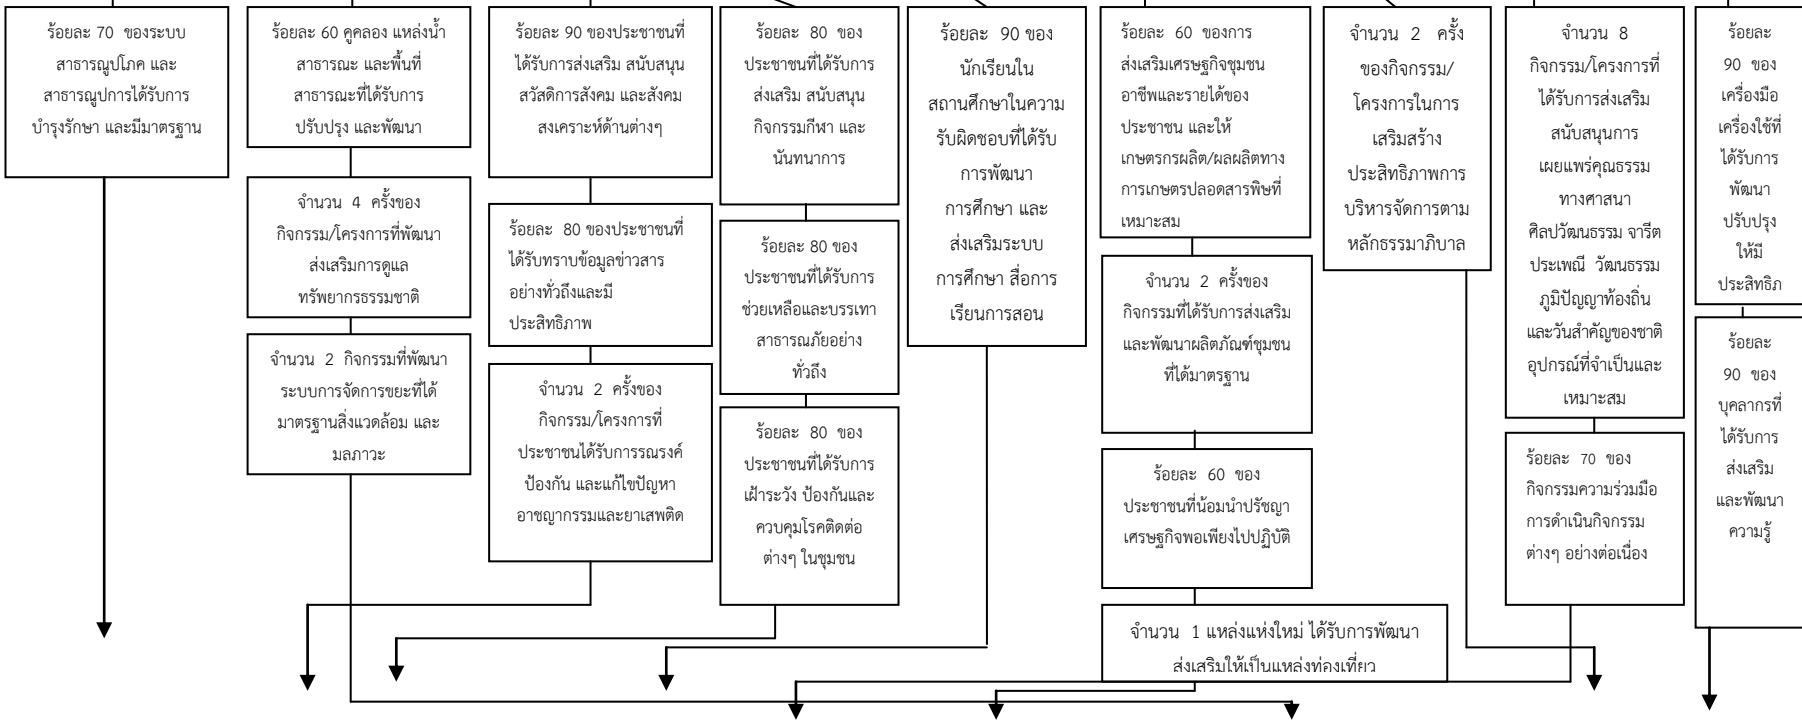 ร้อยละ 70 ของระบบ
สาธารณูปโภค และ
สาธารณูปการได้รับการ
บำรุงรักษา และมีมาตรฐาน
ร้อยละ 60 คูคลอง แหล่งน้ำ
สาธารณะ และพื้นที่
สาธารณะที่ได้รับการ
ปรับปรุง และพัฒนา
จำนวน 4 ครั้งของ
กิจกรรม/โครงการที่พัฒนา
ส่งเสริมการดูแล
ทรัพยากรธรรมชาติ
จำนวน 2 กิจกรรมที่พัฒนา
ระบบการจัดการขยะที่ได้
มาตรฐานสิ่งแวดล้อม และ
มลภาวะ
ร้อยละ 90 ของประชาชนที่
ได้รับการส่งเสริม สนับสนุน
สวัสดิการสังคม และสังคม
สงเคราะห์ด้านต่างๆ
ร้อยละ 80 ของประชาชนที่
ได้รับทราบข้อมูลข่าวสาร
อย่างทั่วถึงและมี
ประสิทธิภาพ
จำนวน 2 ครั้งของ
กิจกรรม/โครงการที่
ประชาชนได้รับการรณรงค์
ป้องกัน และแก้ไขปัญหา
อาชญากรรมและยาเสพติด
ร้อยละ 80 ของ
ประชาชนที่ได้รับการ
ส่งเสริม สนับสนุน
กิจกรรมกีฬา และ
นันทนาการ
ร้อยละ 80 ของ
ประชาชนที่ได้รับการ
ช่วยเหลือและบรรเทา
สาธารณภัยอย่าง
ทั่วถึง
ร้อยละ 80 ของ
ประชาชนที่ได้รับการ
เฝ้าระวัง ป้องกันและ
ควบคุมโรคติดต่อ
ต่างๆ ในชุมชน
ร้อยละ 90 ของ
นักเรียนใน
สถานศึกษาในความ
รับผิดชอบที่ได้รับ
การพัฒนา
การศึกษา และ
ส่งเสริมระบบ
การศึกษา สื่อการ
เรียนการสอน
ร้อยละ 60 ของการ
ส่งเสริมเศรษฐกิจชุมชน
อาชีพและรายได้ของ
ประชาชน และให้
เกษตรกรผลิต/ผลผลิตทาง
การเกษตรปลอดสารพิษที่
เหมาะสม
จำนวน 2 ครั้งของ
กิจกรรมที่ได้รับการส่งเสริม
และพัฒนาผลิตภัณฑ์ชุมชน
ที่ได้มาตรฐาน
ร้อยละ 60 ของ
ประชาชนที่น้อมนำปรัชญา
เศรษฐกิจพอเพียงไปปฏิบัติ
จำนวน 1 แหล่งแห่งใหม่ ได้รับการพัฒนา
ส่งเสริมให้เป็นแหล่งท่องเที่ยว
จำนวน 2 ครั้ง
ของกิจกรรม/
โครงการในการ
เสริมสร้าง
ประสิทธิภาพการ
บริหารจัดการตาม
หลักธรรมาภิบาล
จำนวน 8
กิจกรรม/โครงการที่
ได้รับการส่งเสริม
สนับสนุนการ
เผยแพร่คุณธรรม
ทางศาสนา
ศิลปวัฒนธรรม จารีต
ประเพณี วัฒนธรรม
ภูมิปัญญาท้องถิ่น
และวันสำคัญของชาติ
อุปกรณ์ที่จำเป็นและ
เหมาะสม
ร้อยละ 70 ของ
กิจกรรมความร่วมมือ
การดำเนินกิจกรรม
ต่างๆ อย่างต่อเนื่อง
ร้อยละ
90 ของ
เครื่องมือ
เครื่องใช้ที่
ได้รับการ
พัฒนา
ปรับปรุง
ให้มี
ประสิทธิภ
ร้อยละ
90 ของ
บุคลากรที่
ได้รับการ
ส่งเสริม
และพัฒนา
ความรู้